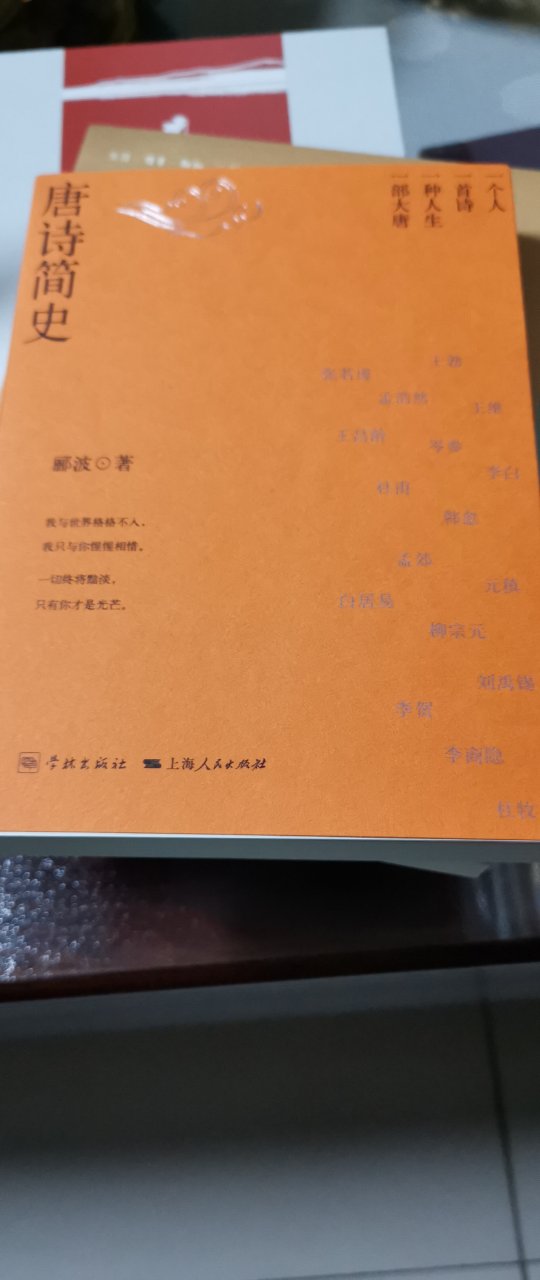 唐诗简史
一个人
一首诗
一种人生
一部大唐
王勃
张若虚
孟浩然
王维
王昌龄
岑参
李白
杜甫
韩愈
孟郊
元稹
白居易
柳宗元
刘禹锡
李贺
李商隐
杜牧
郦波⊙著
我与世界格格不入，
我只与你惺惺相惜。
一切终将黯淡，
只有你才是光芒。
学林出版社 上海人民出版社